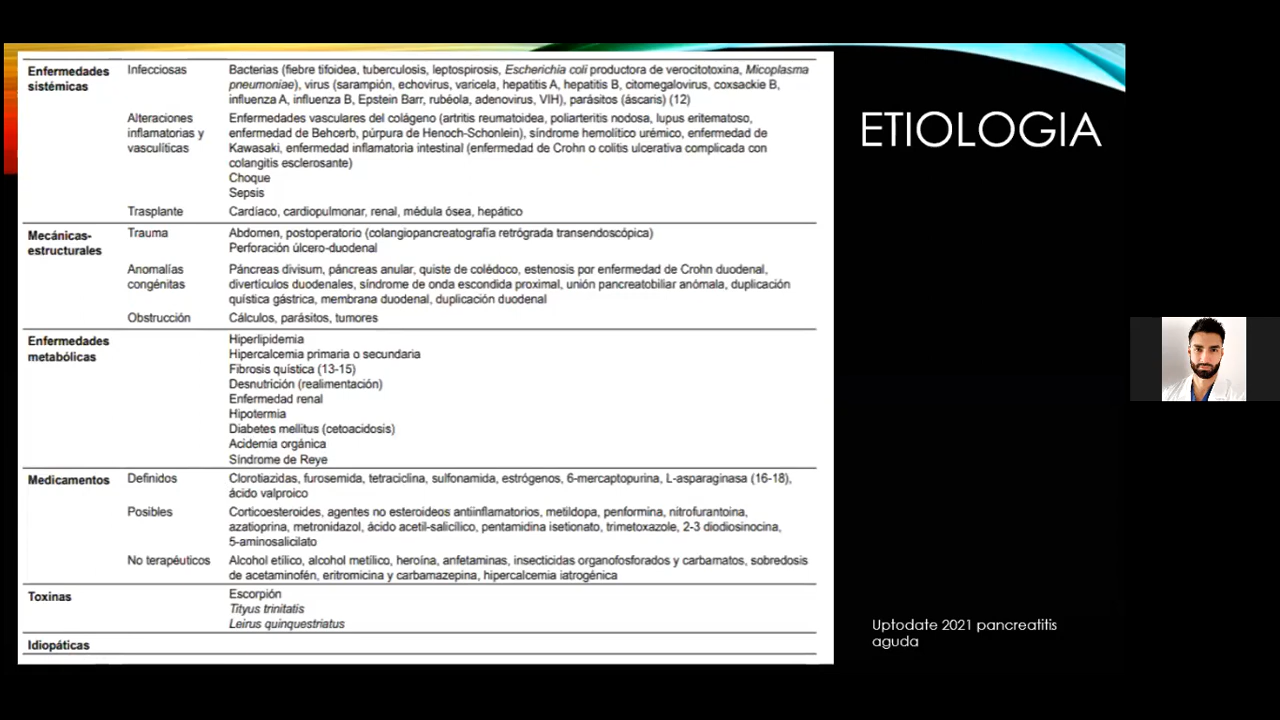 Enfermedades sistémicas
Infecciosas
Bacterias (fiebre tifoidea, tuberculosis, leptospirosis, Escherichia coli productora de verocitotoxina, Micoplasma
pneumoniae), virus (sarampión, echovirus, varicela, hepatitis A, hepatitis B, citomegalovirus, coxsackie B,
influenza A, influenza B, Epstein Barr, rubéola, adenovirus, VIH), parásitos (áscaris) (12)
Alteraciones
inflamatorias y
vasculíticas
Enfermedades vasculares del colágeno (artritis reumatoidea, poliarteritis nodosa, lupus eritematoso,
enfermedad de Behcerb, púrpura de Henoch-Schonlein), síndrome hemolítico urémico, enfermedad de
Kawasaki, enfermedad inflamatoria intestinal (enfermedad de Crohn o colitis ulcerativa complicada con
colangitis esclerosante)
Choque
Sepsis
Trasplante
Cardíaco, cardiopulmonar, renal, médula ósea, hepático
Mecánicas-
estructurales
Trauma
Abdomen, postoperatorio (colangiopancreatografía retrógrada transendoscópica)
Perforación úlcero-duodenal
Anomalías
congénitas
Páncreas divisum, páncreas anular, quiste de colédoco, estenosis por enfermedad de Crohn duodenal,
divertículos duodenales, síndrome de onda escondida proximal, unión pancreatobiliar anómala, duplicación
quística gástrica, membrana duodenal, duplicación duodenal
Obstrucción
Cálculos, parásitos, tumores
Enfermedades
metabólicas
Hiperlipidemia
Hipercalcemia primaria o secundaria
Fibrosis quística (13-15)
Desnutrición (realimentación)
Enfermedad renal
Hipotermia
Diabetes mellitus (cetoacidosis)
Acidemia orgánica
Síndrome de Reye
Medicamentos
Definidos
Clorotiazidas, furosemida, tetraciclina, sulfonamida, estrógenos, 6-mercaptopurina, L-asparaginasa (16-18),
ácido valproico
Posibles
Corticoesteroides, agentes no esteroideos antiinflamatorios, metildopa, penformina, nitrofurantoina,
azatioprina, metronidazol, ácido acetil-salicílico, pentamidina isetionato, trimetoxazole, 2-3 diodiosinocina,
5-aminosalicilato
No terapéuticos
Alcohol etílico, alcohol metílico, heroína, anfetaminas, insecticidas organofosforados y carbamatos, sobredosis
de acetaminofén, eritromicina y carbamazepina, hipercalcemia iatrogénica
Toxinas
Escorpión
Tityus trinitatis
Leirus quinquestriatus
Idiopáticas
ETIOLOGIA
Uptodate 2021 pancreatitis
aguda